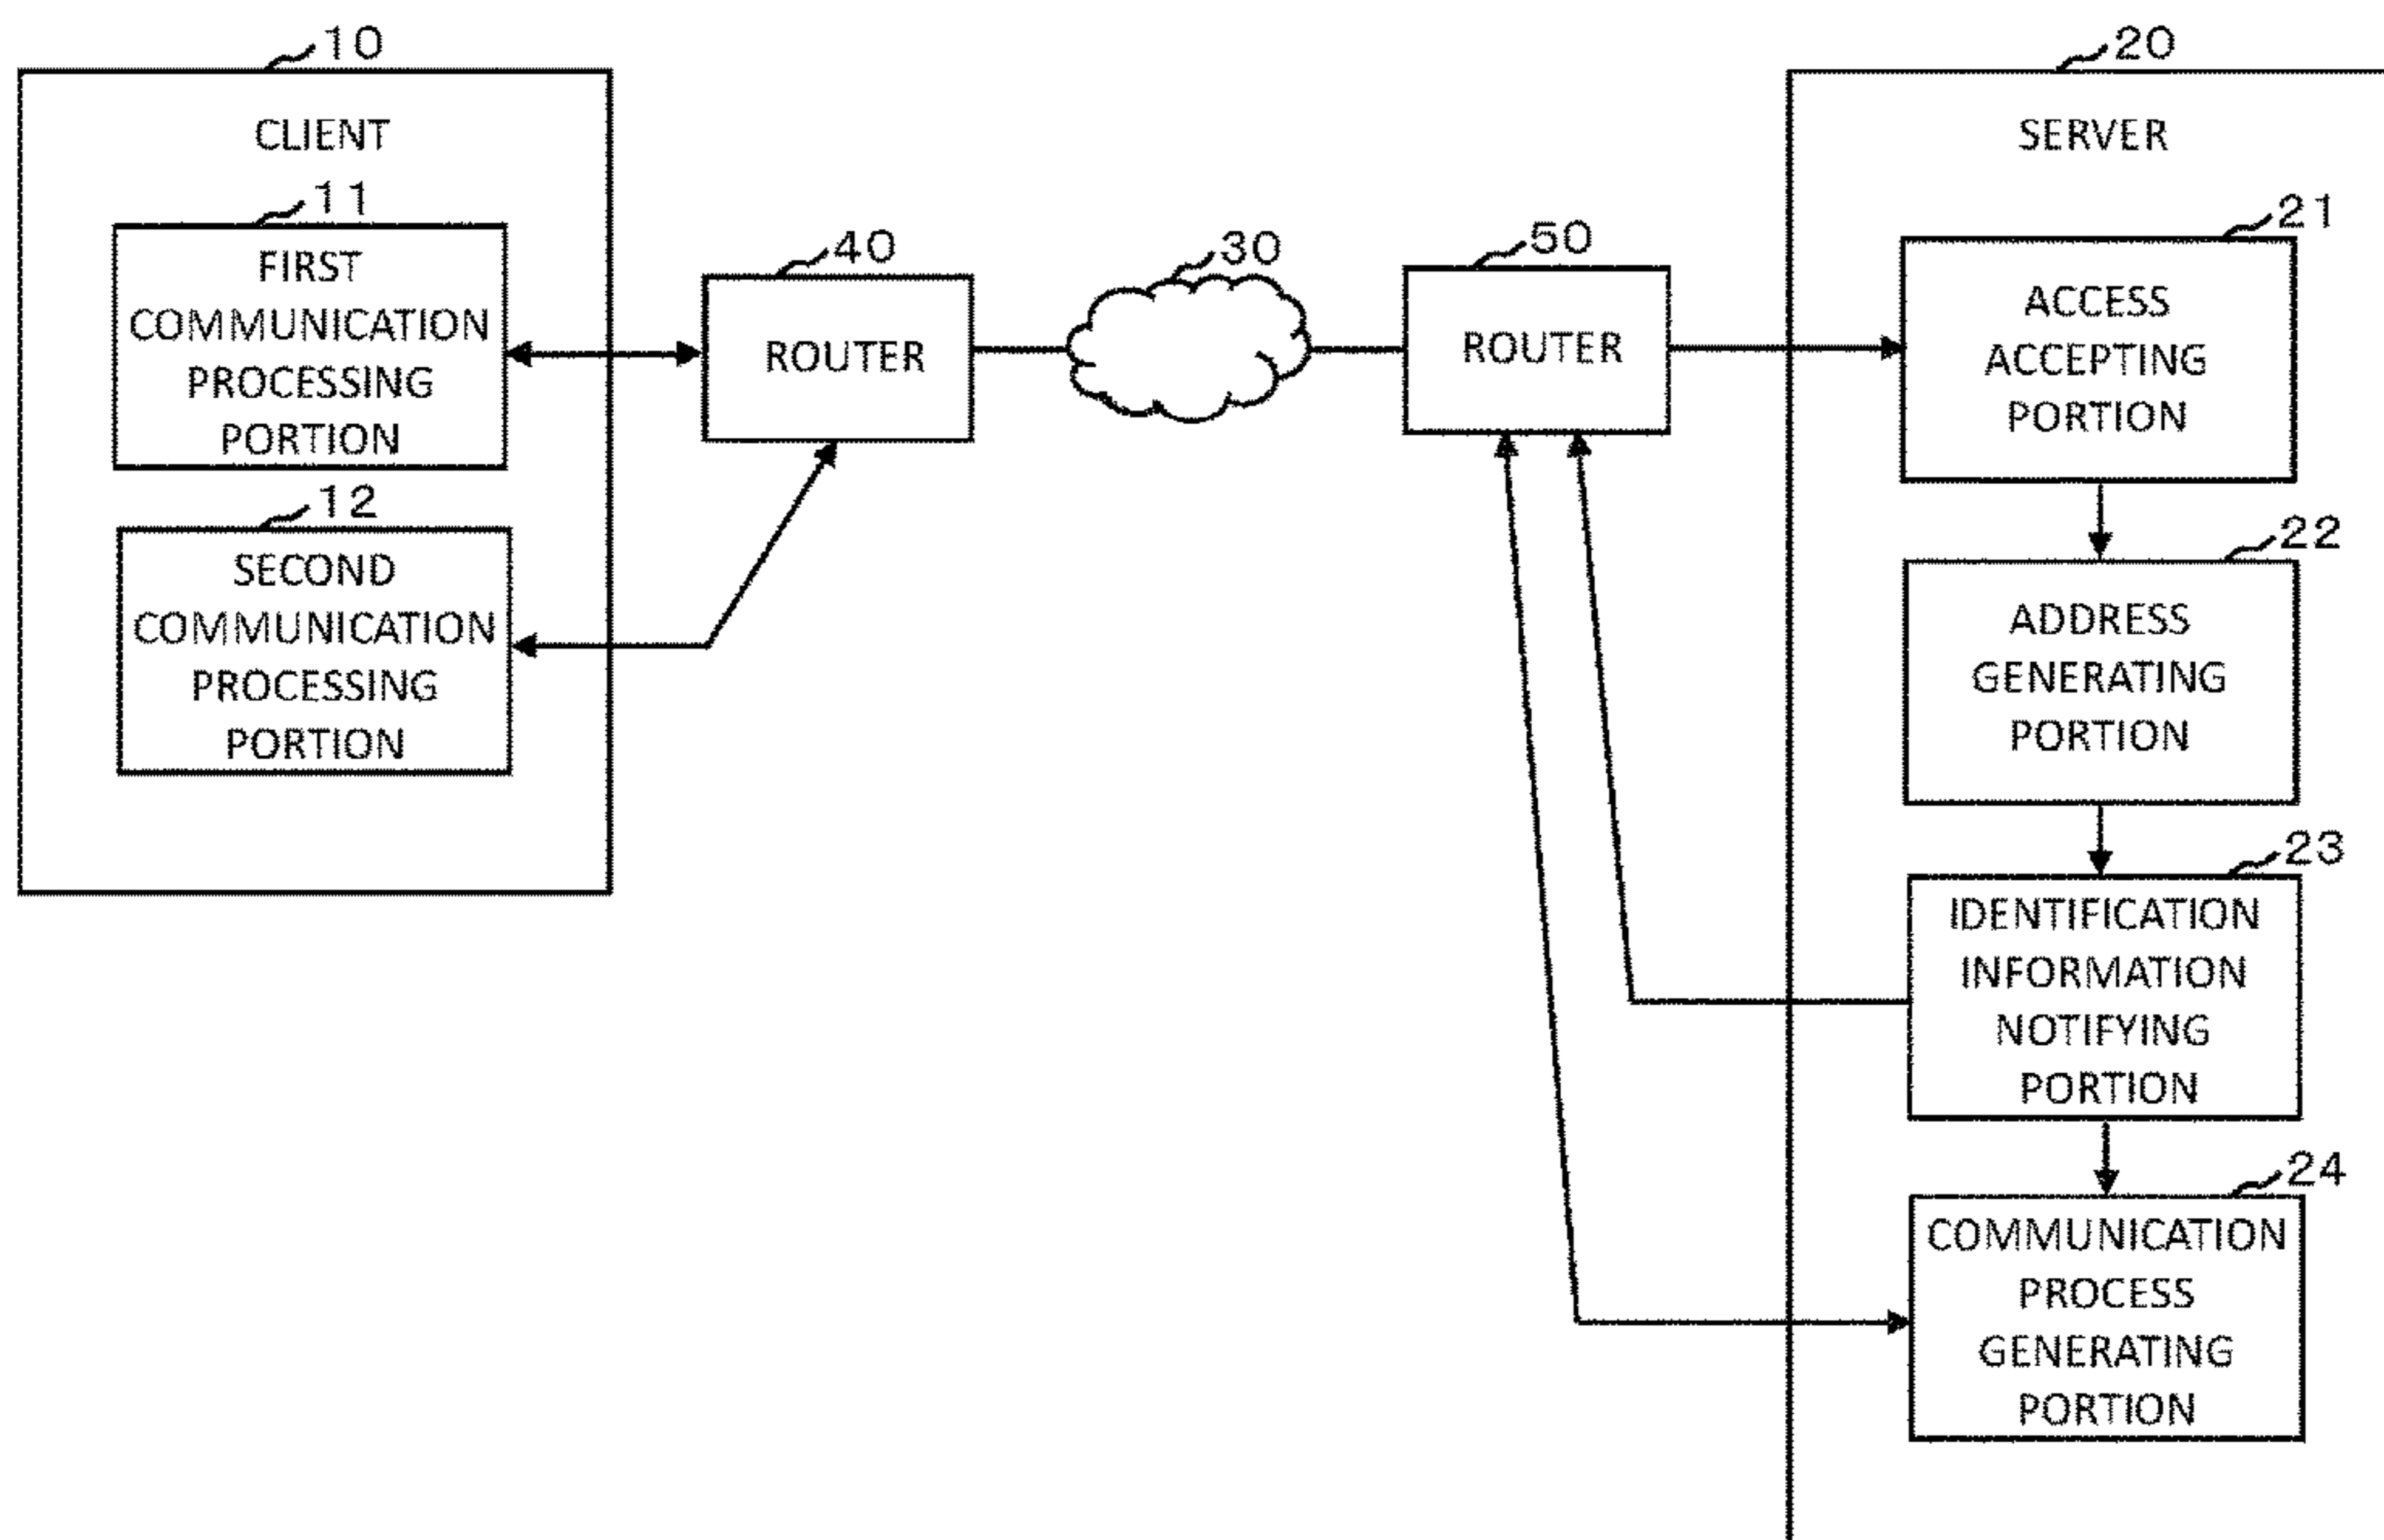 10
CLIENT
11
FIRST
COMMUNICATION
PROCESSING
PORTION
12
SECOND
COMMUNICATION
PROCESSING
PORTION
40
ROUTER
30
50
ROUTER
20
SERVER
21
ACCESS
ACCEPTING
PORTION
22
ADDRESS
GENERATING
PORTION
23
IDENTIFICATION
INFORMATION
NOTIFYING
PORTION
24
COMMUNICATION
PROCESS
GENERATING
PORTION